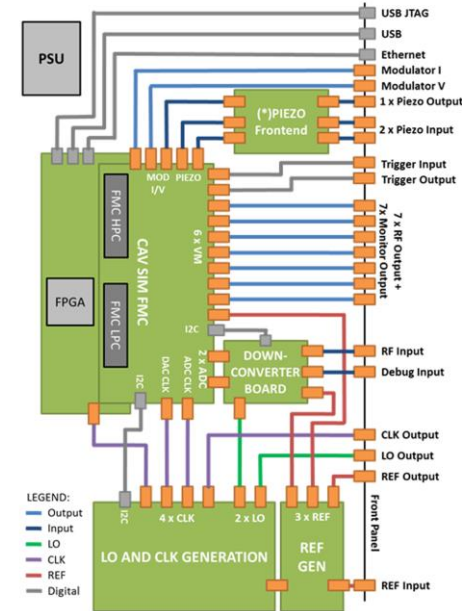 USB JTAG
USB
Ethernet
Modulator I
Modulator V
1 x Piezo Output
2 x Piezo Input
Trigger Input
Trigger Output
7 x RF Output +
7x Monitor Output
RF Input
Debug Input
CLK Output
LO Output
REF Output
Front Panel
REF Input
PSU
(*)PIEZO
Frontend
MOD
I/V
PIEZO
FMC HPC
FMC LPC
CAV SIM FMC
FPGA
6 x VM
I2C
2 x ADC
DAC CLK
ADC CLK
I2C
DOWN-
CONVERTER
BOARD
I2C
4 x CLK
2 x LO
3 x REF
LO AND CLK GENERATION
REF
GEN
LEGEND:
Output
Input
LO
CLK
REF
Digital